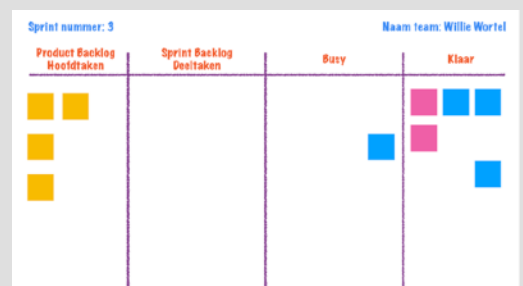 Sprint nummer: 3
Naam team: Willie Wortel
Product Backlog
Hoofdtaken
Sprint Backlog
Deeltaken
Busy
Klaar